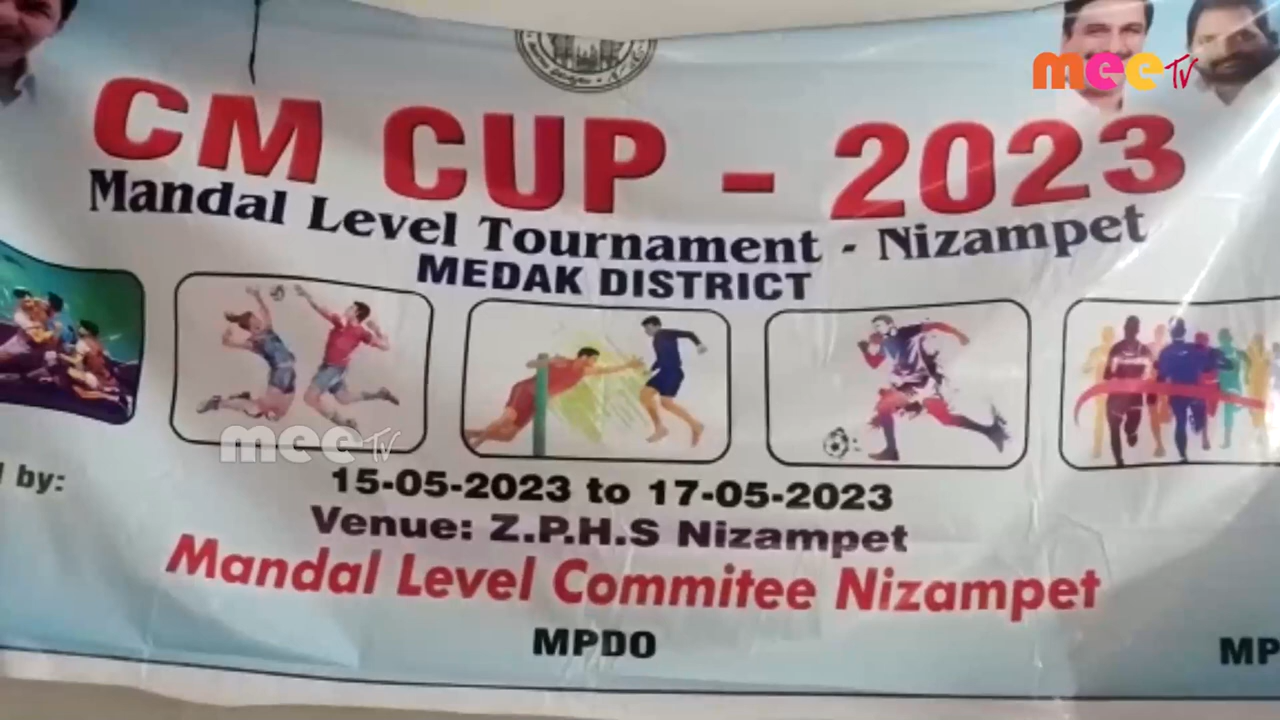 mee TV
CM CUP - 2023
Mandal Level Tournament - Nizampet
MEDAK DISTRICT
mee TV
by:
15-05-2023 to 17-05-2023
Venue: Z.P.H.S Nizampet
Mandal Level Commitee Nizampet
MPDO
MP